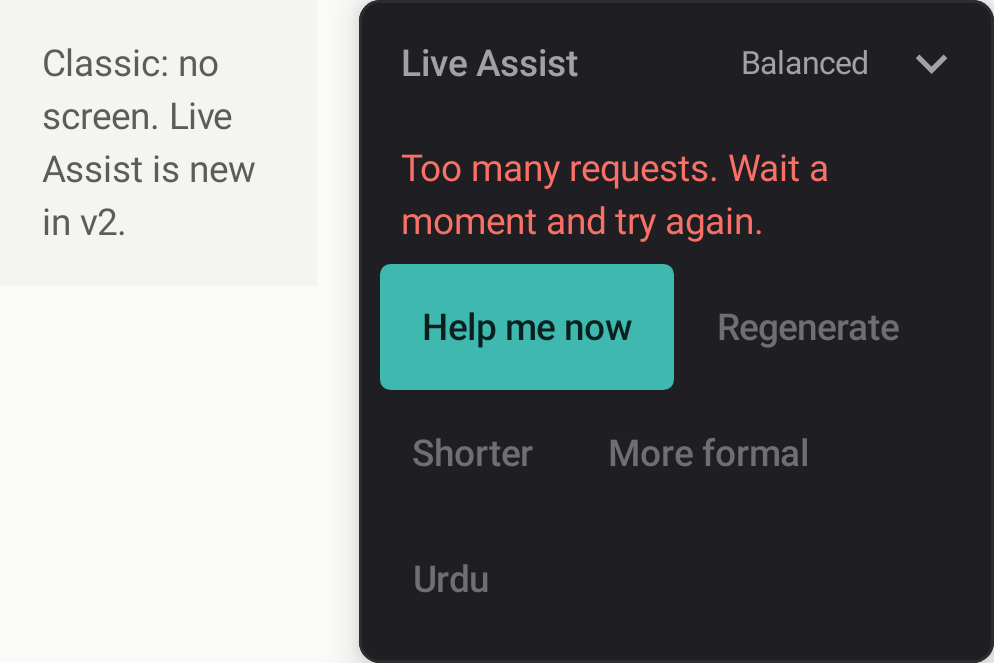 Classic: no
screen. Live
Assist is new
in v2.
Live Assist
Balanced
Too many requests. Wait a
moment and try again.
Help me now
Regenerate
Shorter
More formal
Urdu